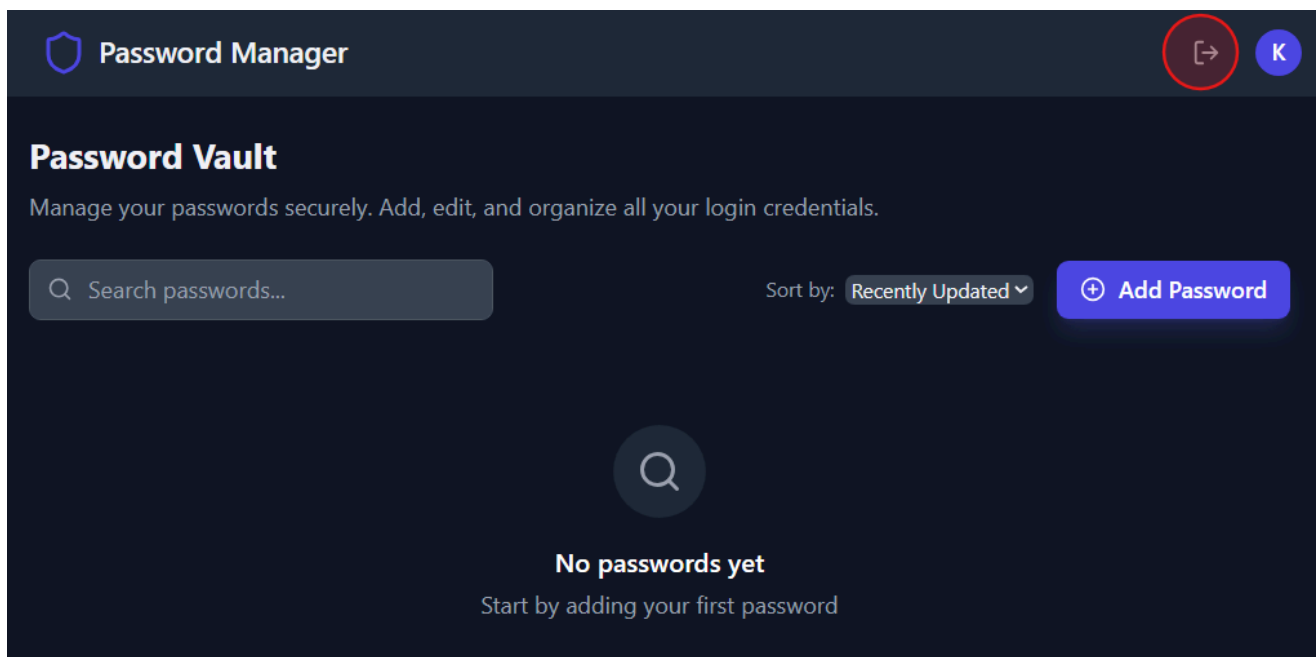 Password Manager
K
Password Vault
Manage your passwords securely. Add, edit, and organize all your login credentials.
Search passwords...
Sort by: Recently Updated
Add Password
No passwords yet
Start by adding your first password